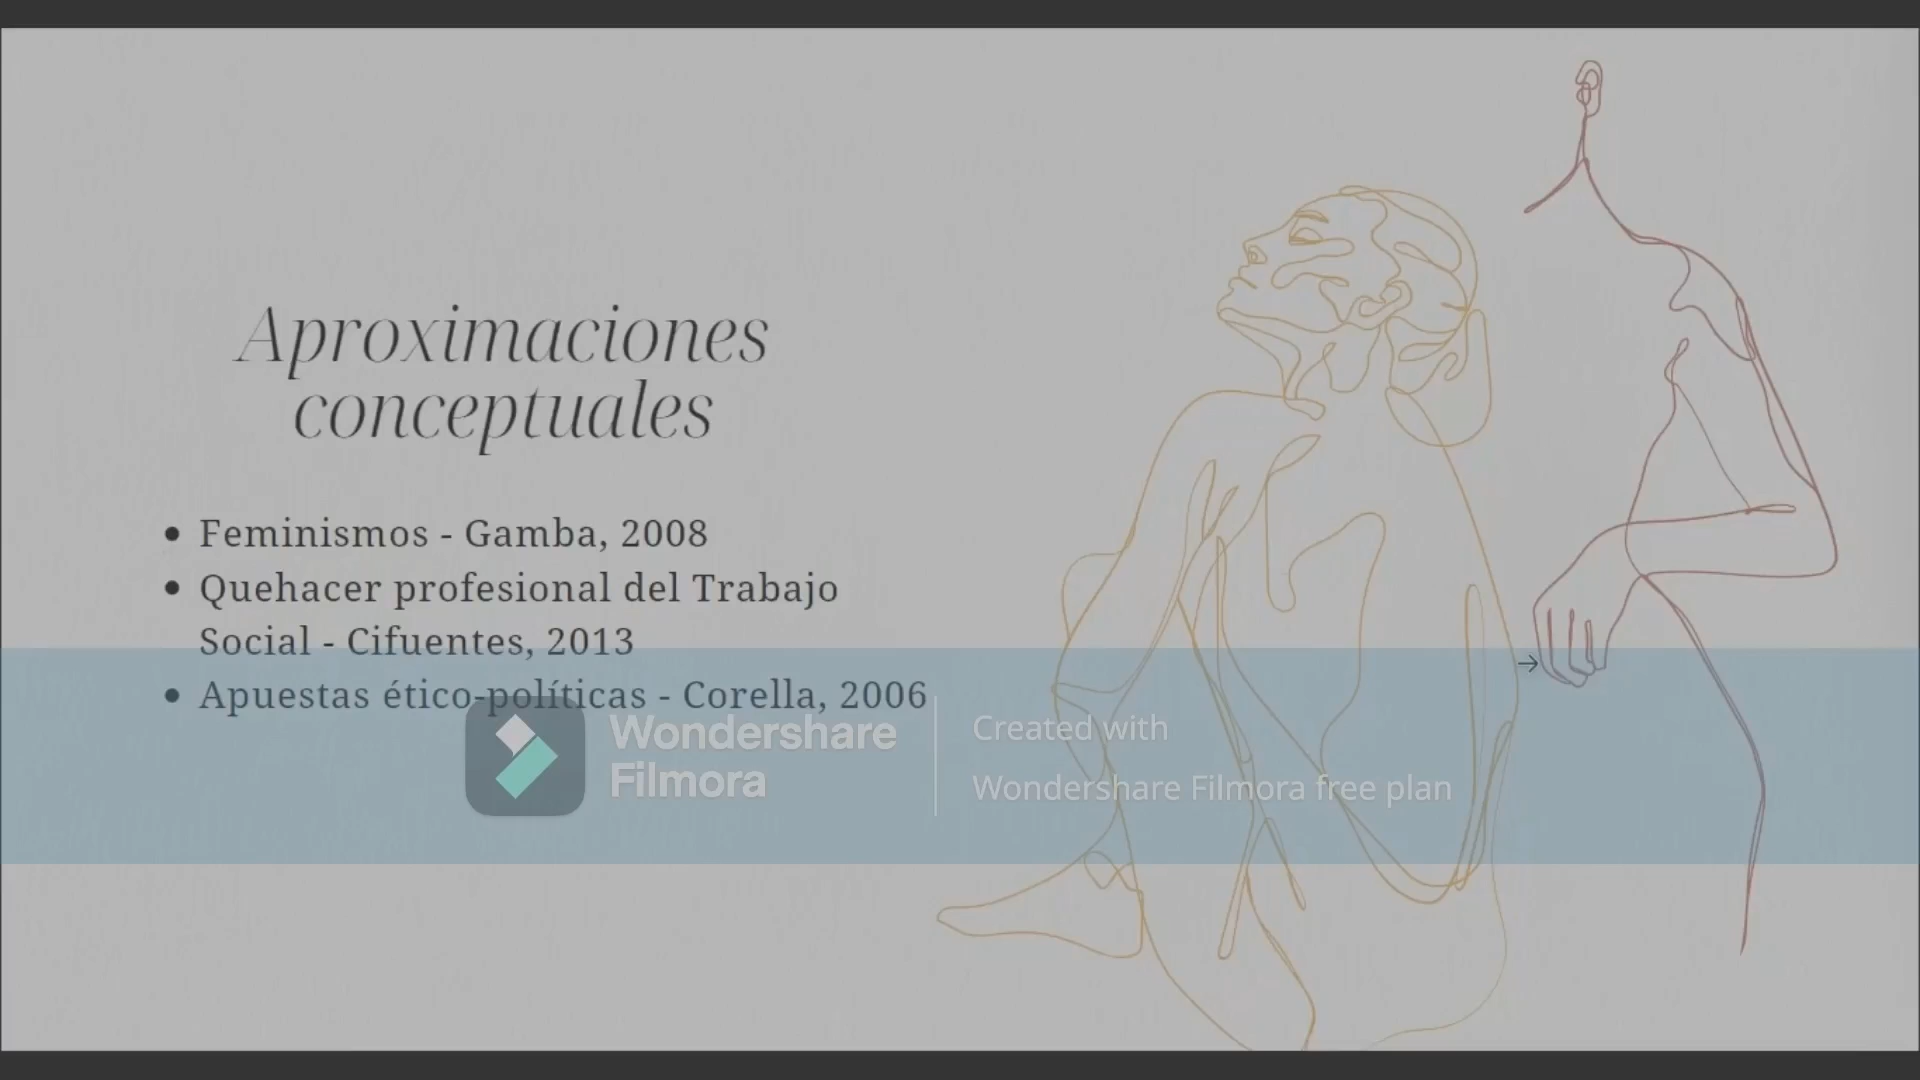 Aproximaciones
conceptuales
Feminismos - Gamba, 2008
Quehacer profesional del Trabajo
Social - Cifuentes, 2013
Apuestas ético-políticas - Corella, 2006
Wondershare
Filmora
Created with
Wondershare Filmora free plan